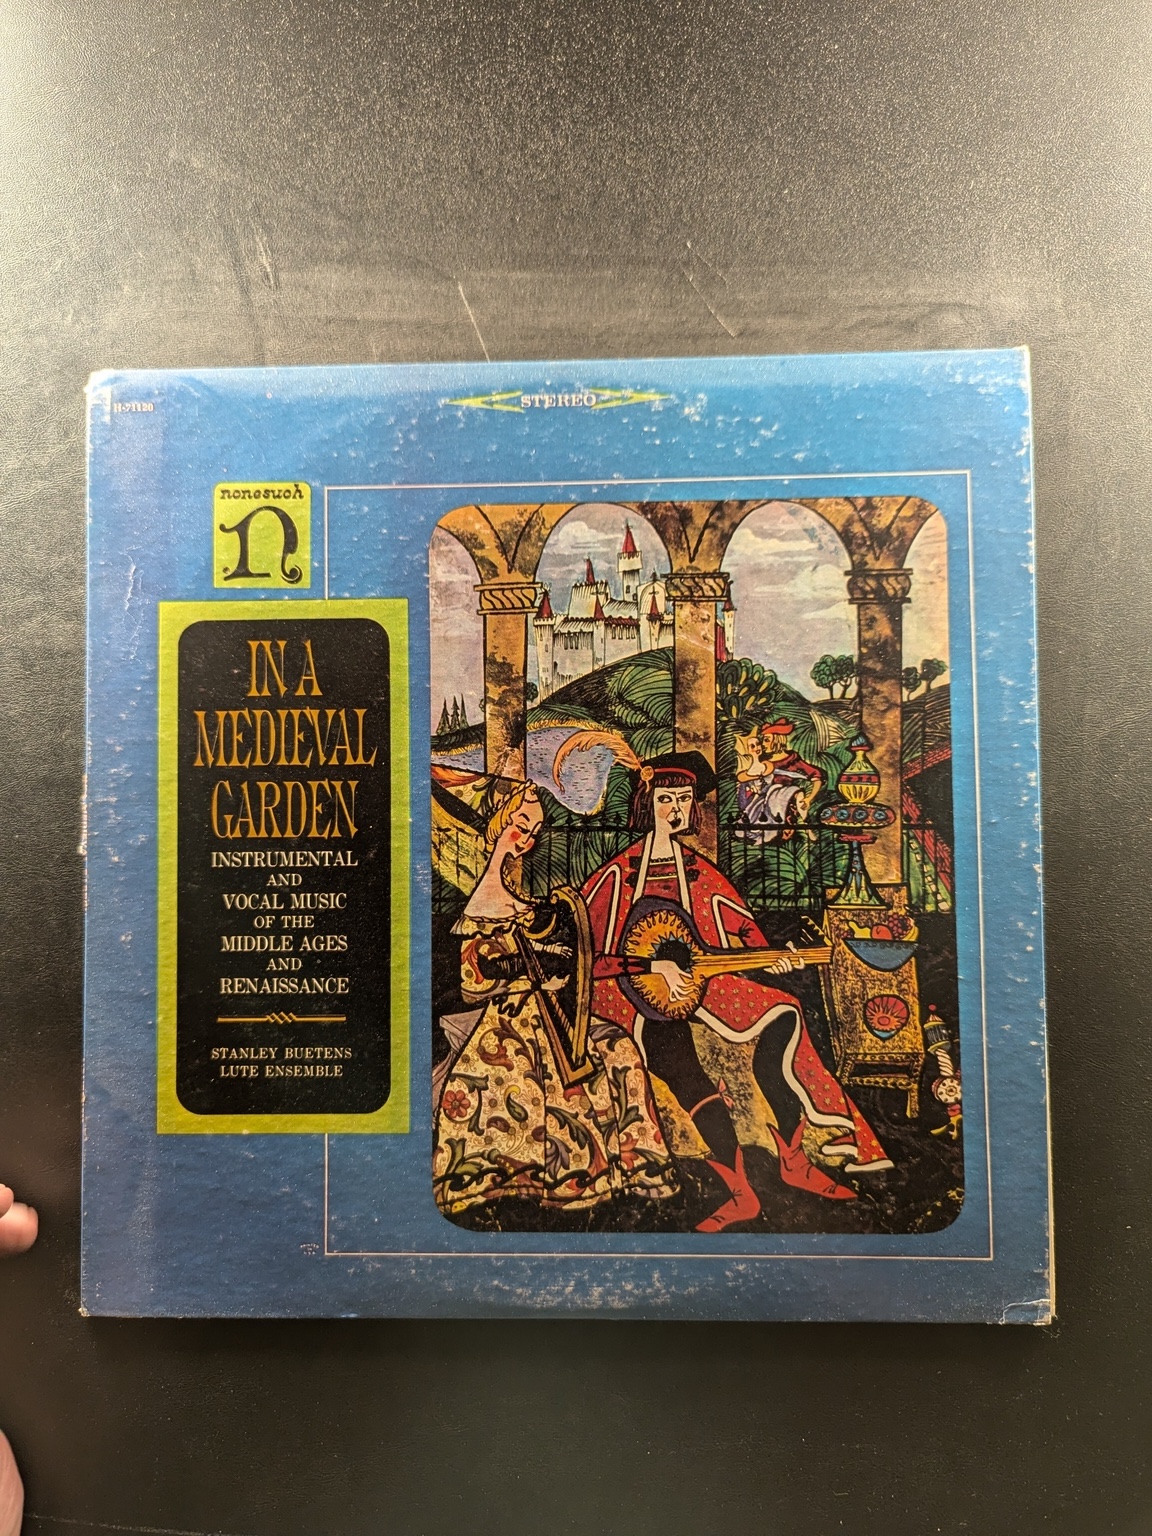 H-71120
STEREO
nonesuch
n
IN A
MEDIEVAL
GARDEN
INSTRUMENTAL
AND
VOCAL MUSIC
OF THE
MIDDLE AGES
AND
RENAISSANCE
STANLEY BUETENS
LUTE ENSEMBLE